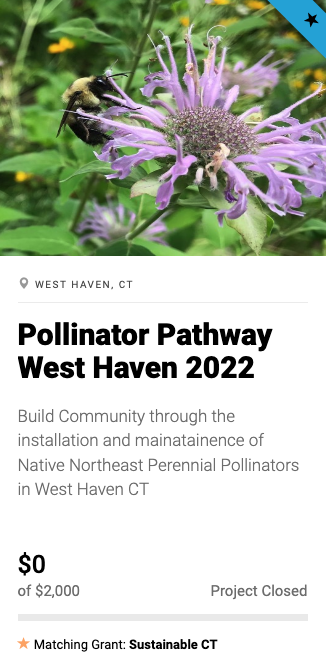 WEST HAVEN, CT
Pollinator Pathway
West Haven 2022
Build Community through the
installation and mainatainence of
Native Northeast Perennial Pollinators
in West Haven CT
$0
of $2,000 Project Closed
Matching Grant: Sustainable CT